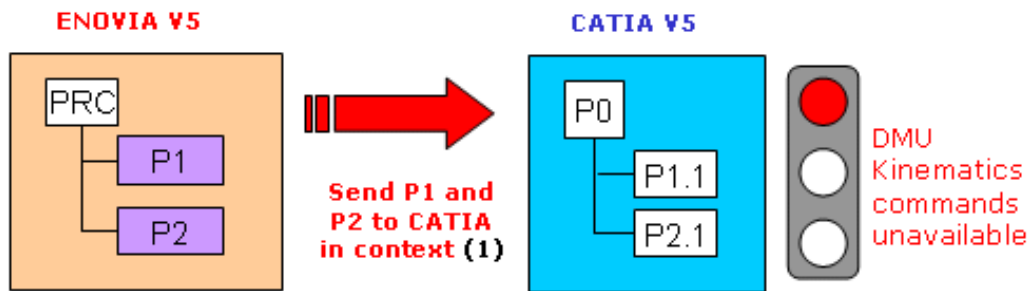 ENOVIA V5
CATIA V5
PRC
P1
P2
Send P1 and
P2 to CATIA
in context (1)
P0
P1.1
P2.1
DMU
Kinematics
commands
unavailable